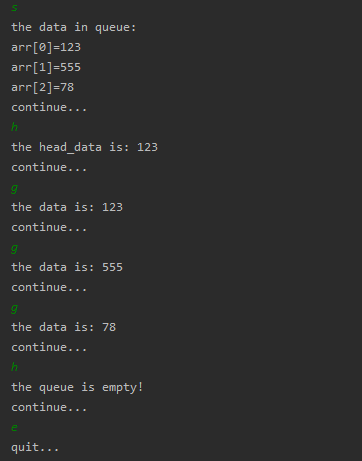 s
the data in queue:
arr[0]=123
arr[1]=555
arr[2]=78
continue...
h
the head_data is: 123
continue...
g
the data is: 123
continue...
g
the data is: 555
continue...
g
the data is: 78
continue...
h
the queue is empty!
continue...
e
quit...